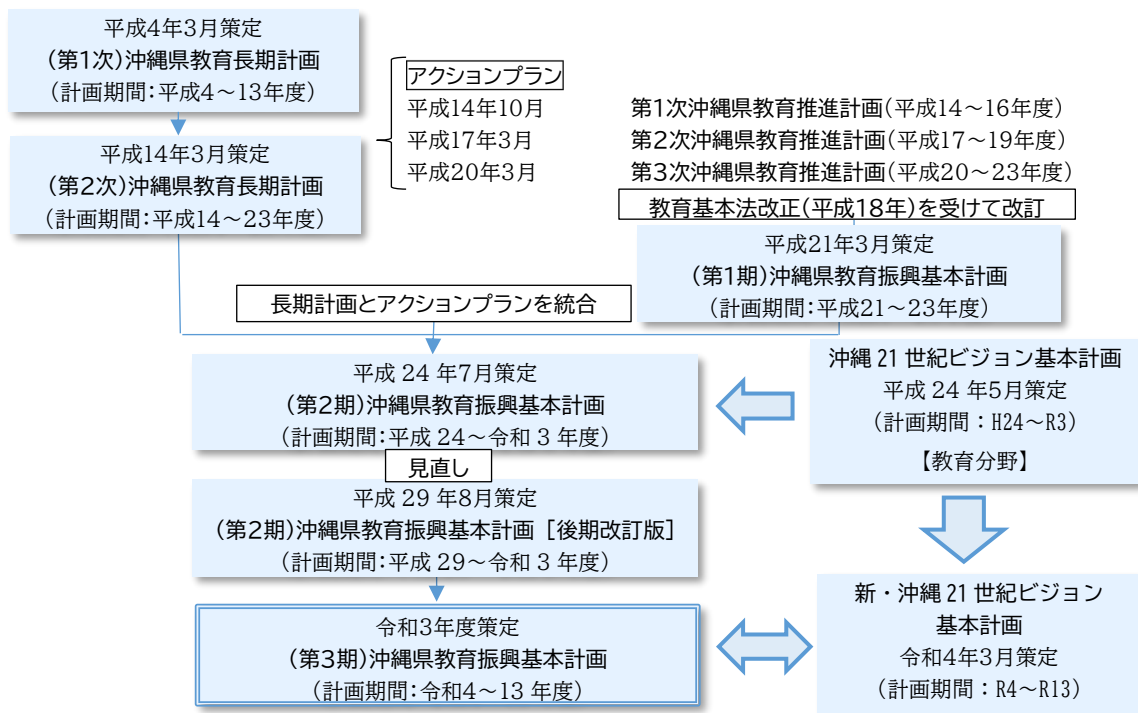 平成4年3月策定
(第1次)沖縄県教育長期計画
(計画期間:平成4～13年度)
アクションプラン
平成14年10月 第1次沖縄県教育推進計画(平成14～16年度)
平成17年3月 第2次沖縄県教育推進計画(平成17～19年度)
平成20年3月 第3次沖縄県教育推進計画(平成20～23年度)
平成14年3月策定
(第2次)沖縄県教育長期計画
(計画期間:平成14～23年度)
教育基本法改正(平成18年)を受けて改訂
平成21年3月策定
(第1期)沖縄県教育振興基本計画
(計画期間:平成21～23年度)
長期計画とアクションプランを統合
平成 24 年7月策定
(第2期)沖縄県教育振興基本計画
(計画期間:平成 24～令和 3 年度)
沖縄 21 世紀ビジョン基本計画
平成 24 年5月策定
(計画期間：H24～R3)
【教育分野】
見直し
平成 29 年8月策定
(第2期)沖縄県教育振興基本計画［後期改訂版］
(計画期間:平成 29～令和 3 年度)
令和3年度策定
(第3期)沖縄県教育振興基本計画
(計画期間:令和4～13 年度)
新・沖縄 21 世紀ビジョン
基本計画
令和4年3月策定
(計画期間：R4～R13)